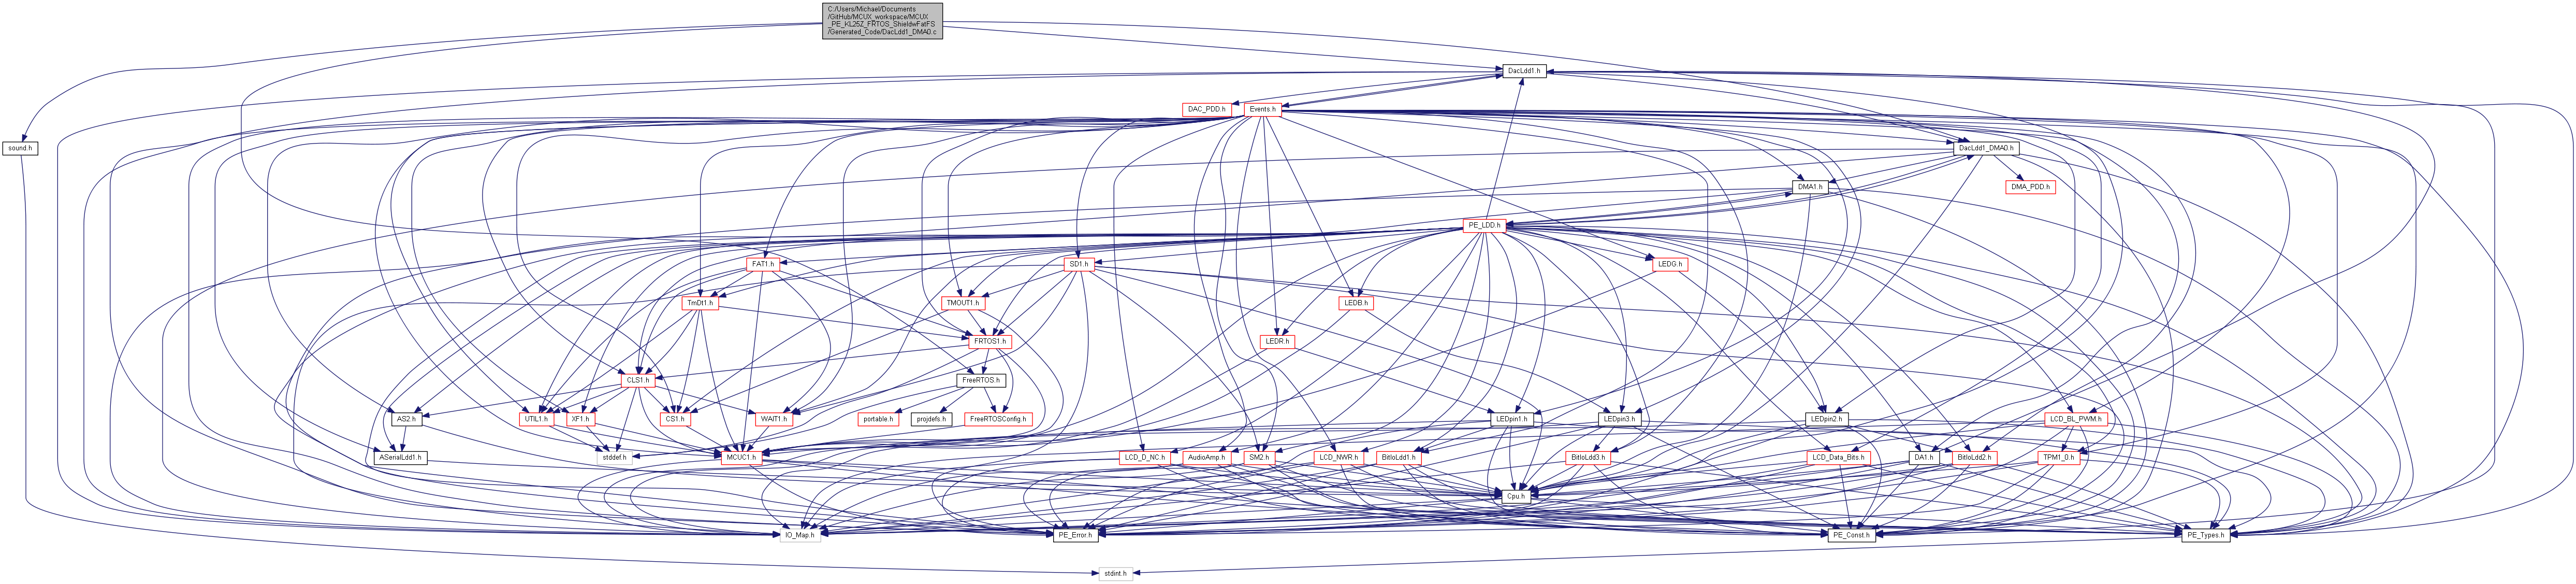 C:/Users/Michael/Documents
/GitHub/MCUX_workspace/MCUX
_PE_KL25Z_FRTOS_ShieldwFatFS
/Generated_Code/DacLdd1_DMA0.c
DacLdd1.h
DAC_PDD.h
Events.h
sound.h
DacLdd1_DMA0.h
DMA1.h
DMA_PDD.h
PE_LDD.h
FAT1.h
SD1.h
LEDG.h
TmDt1.h
TMOUT1.h
LEDB.h
FRTOS1.h
LEDR.h
CLS1.h
FreeRTOS.h
AS2.h
UTIL1.h
XF1.h
CS1.h
WAIT1.h
portable.h
projdefs.h
FreeRTOSConfig.h
LEDpin1.h
LEDpin3.h
LEDpin2.h
LCD_BL_PWM.h
ASerialLdd1.h
stddef.h
MCUC1.h
LCD_D_NC.h
AudioAmp.h
SM2.h
LCD_NWR.h
BitIoLdd1.h
BitIoLdd3.h
LCD_Data_Bits.h
DA1.h
BitIoLdd2.h
TPM1_0.h
Cpu.h
IO_Map.h
PE_Error.h
PE_Const.h
PE_Types.h
stdint.h